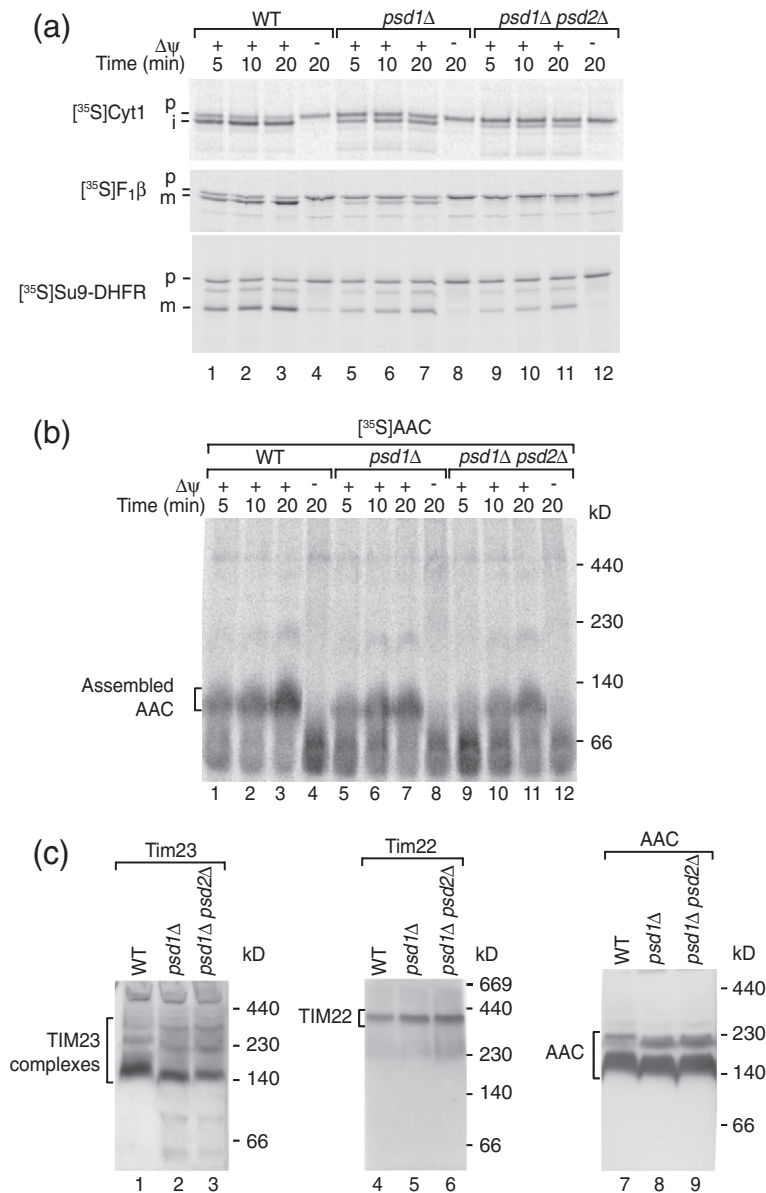 (a)
WT psd1Δ psd1Δ psd2Δ
Δψ + + + - + + + - + + + -
Time (min) 5 10 20 20 5 10 20 20 5 10 20 20
[³⁵S]Cyt1 p i
[³⁵S]F₁β p m
[³⁵S]Su9-DHFR p m
1 2 3 4 5 6 7 8 9 10 11 12
(b)
[³⁵S]AAC
WT psd1Δ psd1Δ psd2Δ
Δψ + + + - + + + - + + + -
Time (min) 5 10 20 20 5 10 20 20 5 10 20 20 kD
440
230
Assembled AAC
140
66
1 2 3 4 5 6 7 8 9 10 11 12
(c)
Tim23
WT psd1Δ psd1Δ psd2Δ kD
TIM23 complexes
440
230
140
66
1 2 3
Tim22
WT psd1Δ psd1Δ psd2Δ kD
TIM22
669
440
230
140
66
4 5 6
AAC
WT psd1Δ psd1Δ psd2Δ kD
AAC
440
230
140
66
7 8 9